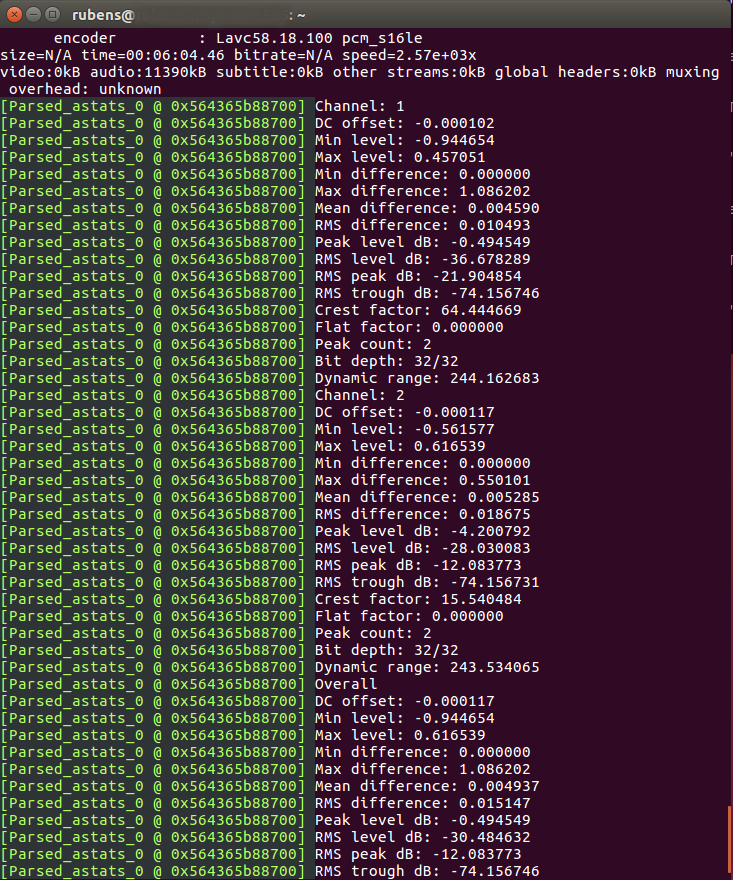 rubens@ :~
encoder : Lavc58.18.100 pcm_s16le
size=N/A time=00:06:04.46 bitrate=N/A speed=2.57e+03x
video:0kB audio:11390kB subtitle:0kB other streams:0kB global headers:0kB muxing
overhead: unknown
[Parsed_astats_0 @ 0x564365b88700] Channel: 1
[Parsed_astats_0 @ 0x564365b88700] DC offset: -0.000102
[Parsed_astats_0 @ 0x564365b88700] Min level: -0.944654
[Parsed_astats_0 @ 0x564365b88700] Max level: 0.457051
[Parsed_astats_0 @ 0x564365b88700] Min difference: 0.000000
[Parsed_astats_0 @ 0x564365b88700] Max difference: 1.086202
[Parsed_astats_0 @ 0x564365b88700] Mean difference: 0.004590
[Parsed_astats_0 @ 0x564365b88700] RMS difference: 0.010493
[Parsed_astats_0 @ 0x564365b88700] Peak level dB: -0.494549
[Parsed_astats_0 @ 0x564365b88700] RMS level dB: -36.678289
[Parsed_astats_0 @ 0x564365b88700] RMS peak dB: -21.904854
[Parsed_astats_0 @ 0x564365b88700] RMS trough dB: -74.156746
[Parsed_astats_0 @ 0x564365b88700] Crest factor: 64.444669
[Parsed_astats_0 @ 0x564365b88700] Flat factor: 0.000000
[Parsed_astats_0 @ 0x564365b88700] Peak count: 2
[Parsed_astats_0 @ 0x564365b88700] Bit depth: 32/32
[Parsed_astats_0 @ 0x564365b88700] Dynamic range: 244.162683
[Parsed_astats_0 @ 0x564365b88700] Channel: 2
[Parsed_astats_0 @ 0x564365b88700] DC offset: -0.000117
[Parsed_astats_0 @ 0x564365b88700] Min level: -0.561577
[Parsed_astats_0 @ 0x564365b88700] Max level: 0.616539
[Parsed_astats_0 @ 0x564365b88700] Min difference: 0.000000
[Parsed_astats_0 @ 0x564365b88700] Max difference: 0.550101
[Parsed_astats_0 @ 0x564365b88700] Mean difference: 0.005285
[Parsed_astats_0 @ 0x564365b88700] RMS difference: 0.018675
[Parsed_astats_0 @ 0x564365b88700] Peak level dB: -4.200792
[Parsed_astats_0 @ 0x564365b88700] RMS level dB: -28.030083
[Parsed_astats_0 @ 0x564365b88700] RMS peak dB: -12.083773
[Parsed_astats_0 @ 0x564365b88700] RMS trough dB: -74.156731
[Parsed_astats_0 @ 0x564365b88700] Crest factor: 15.540484
[Parsed_astats_0 @ 0x564365b88700] Flat factor: 0.000000
[Parsed_astats_0 @ 0x564365b88700] Peak count: 2
[Parsed_astats_0 @ 0x564365b88700] Bit depth: 32/32
[Parsed_astats_0 @ 0x564365b88700] Dynamic range: 243.534065
[Parsed_astats_0 @ 0x564365b88700] Overall
[Parsed_astats_0 @ 0x564365b88700] DC offset: -0.000117
[Parsed_astats_0 @ 0x564365b88700] Min level: -0.944654
[Parsed_astats_0 @ 0x564365b88700] Max level: 0.616539
[Parsed_astats_0 @ 0x564365b88700] Min difference: 0.000000
[Parsed_astats_0 @ 0x564365b88700] Max difference: 1.086202
[Parsed_astats_0 @ 0x564365b88700] Mean difference: 0.004937
[Parsed_astats_0 @ 0x564365b88700] RMS difference: 0.015147
[Parsed_astats_0 @ 0x564365b88700] Peak level dB: -0.494549
[Parsed_astats_0 @ 0x564365b88700] RMS level dB: -30.484632
[Parsed_astats_0 @ 0x564365b88700] RMS peak dB: -12.083773
[Parsed_astats_0 @ 0x564365b88700] RMS trough dB: -74.156746